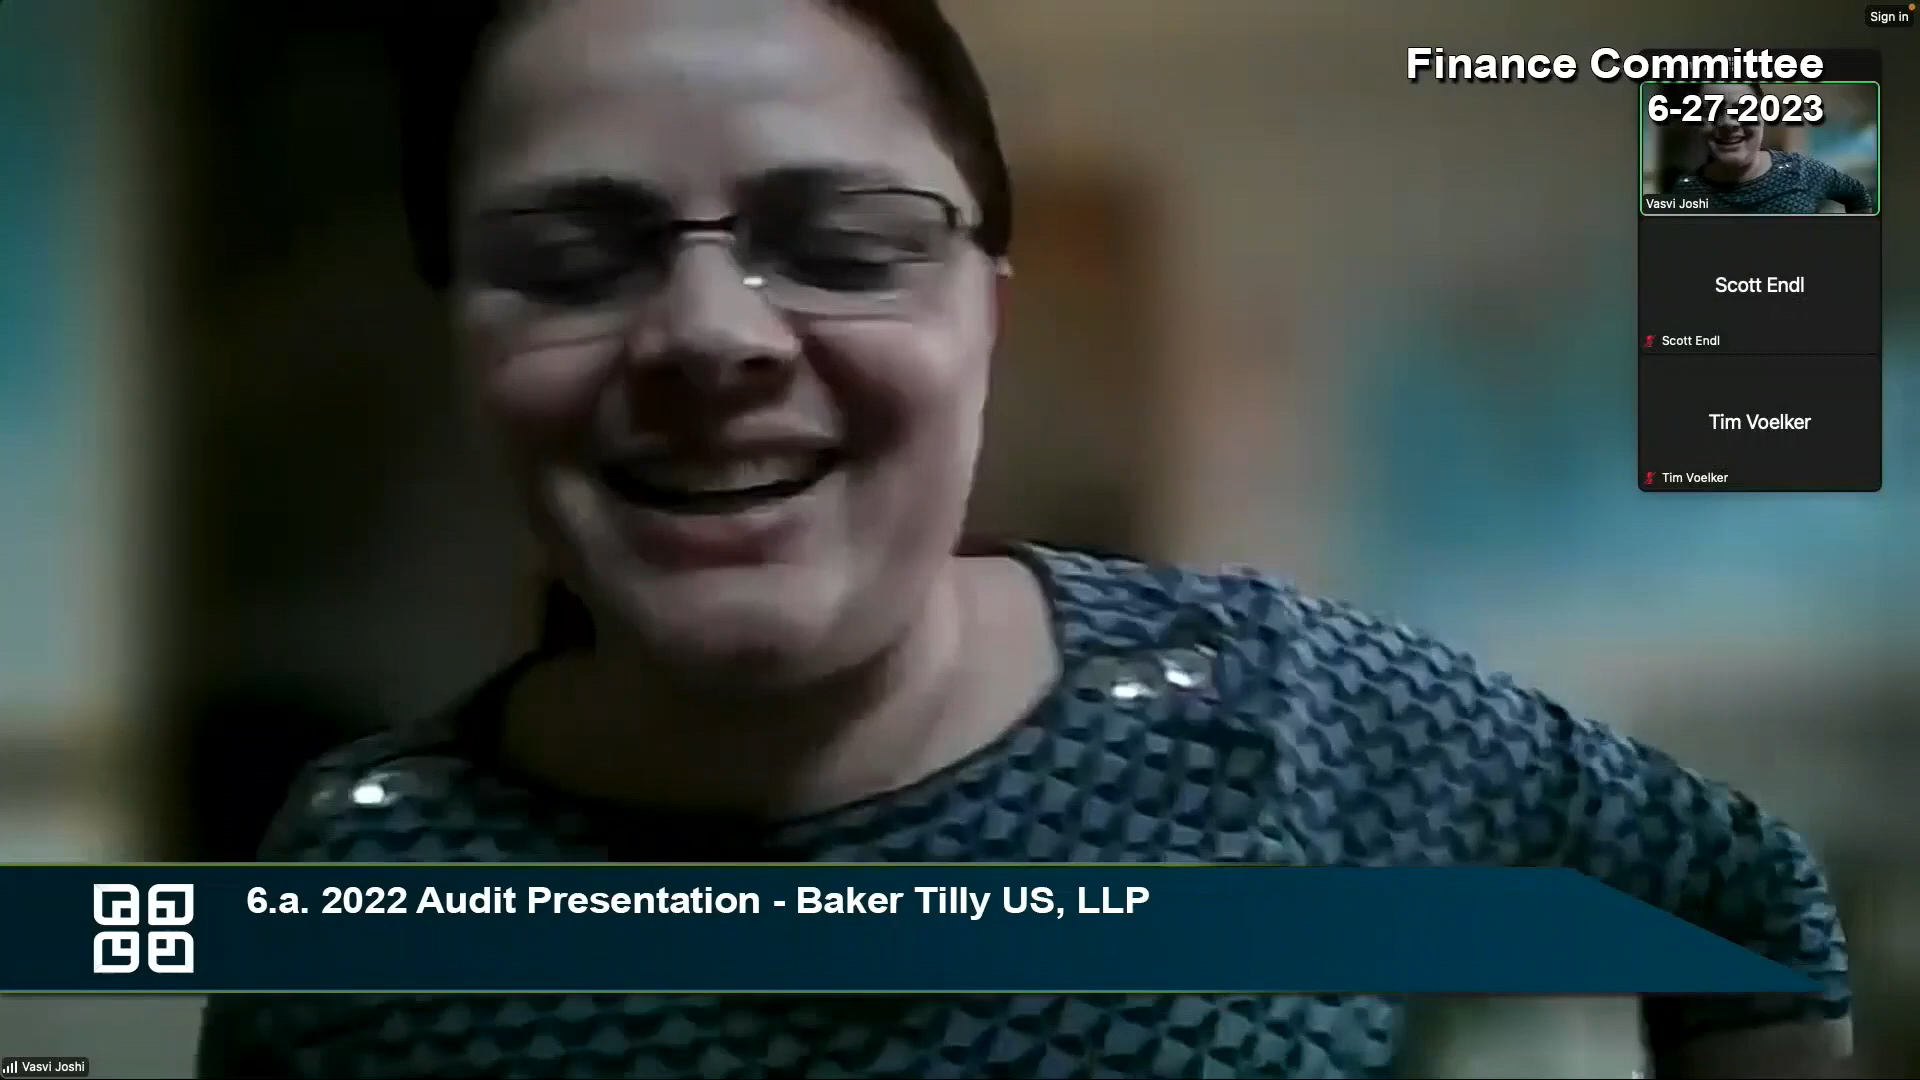 Sign in
Finance Committee
6-27-2023
Vasvi Joshi
Scott Endl
Scott Endl
Tim Voelker
Tim Voelker
6.a. 2022 Audit Presentation - Baker Tilly US, LLP
Vasvi Joshi